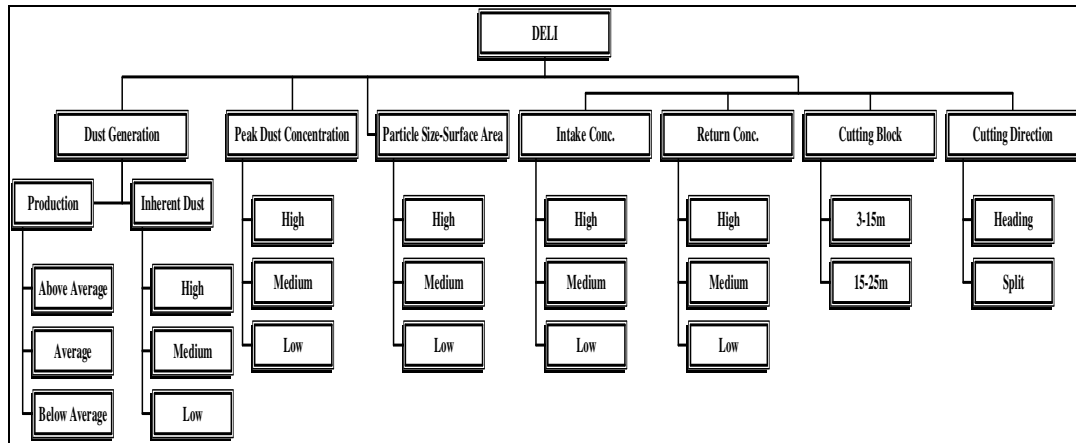 DELI
Dust Generation
Peak Dust Concentration
Particle Size-Surface Area
Intake Conc.
Return Conc.
Cutting Block
Cutting Direction
Production
Inherent Dust
Above Average
Average
Below Average
High
Medium
Low
High
Medium
Low
High
Medium
Low
High
Medium
Low
High
Medium
Low
3-15m
15-25m
Heading
Split